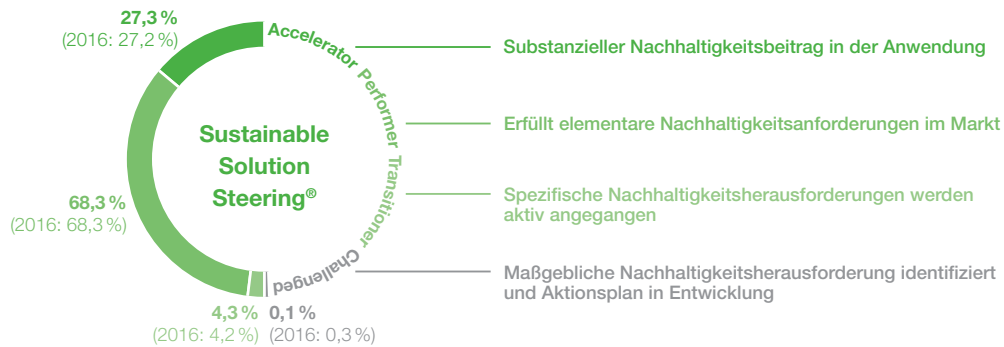 27,3 %
(2016: 27,2 %)
68,3 %
(2016: 68,3 %)
4,3 %
(2016: 4,2 %)
0,1 %
(2016: 0,3 %)
Sustainable
Solution
Steering®
Accelerator
Performer
Transitioner
Challenged
Substanzieller Nachhaltigkeitsbeitrag in der Anwendung
Erfüllt elementare Nachhaltigkeitsanforderungen im Markt
Spezifische Nachhaltigkeitsherausforderungen werden
aktiv angegangen
Maßgebliche Nachhaltigkeitsherausforderung identifiziert
und Aktionsplan in Entwicklung